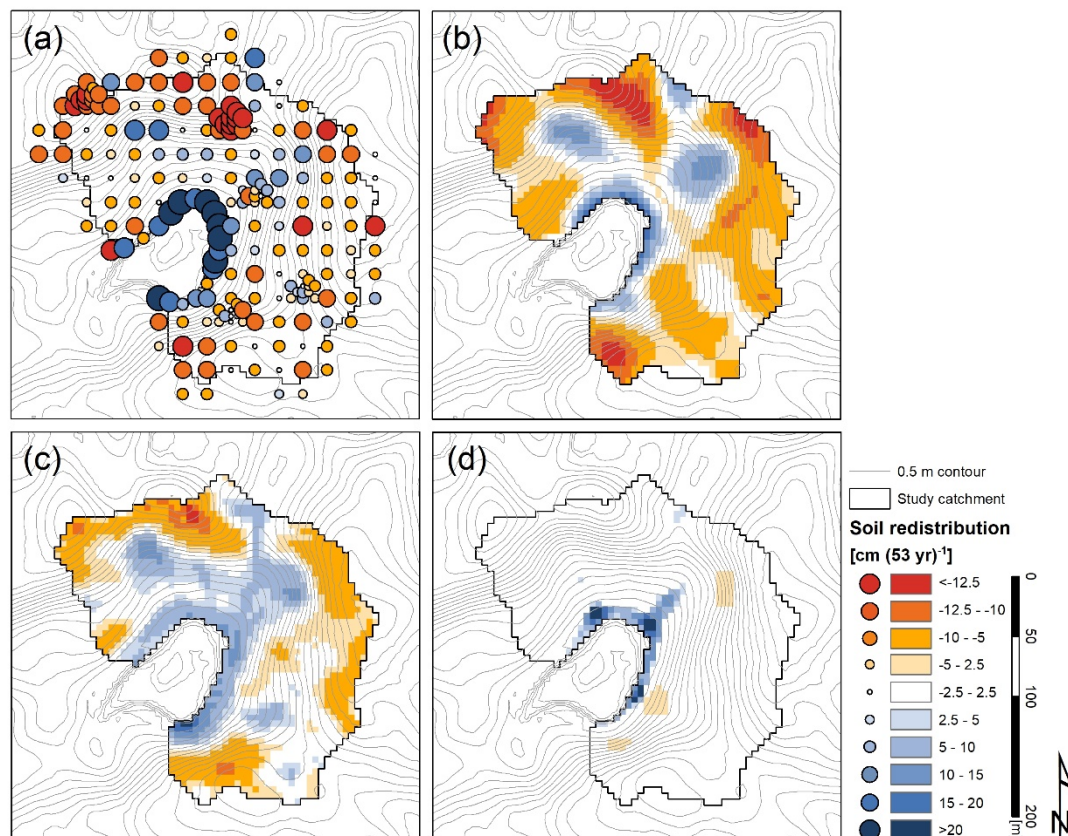 (a)
(b)
(c)
(d)
0.5 m contour
Study catchment
Soil redistribution
[cm (53 yr)⁻¹]
<-12.5
-12.5 - -10
-10 - -5
-5 - 2.5
-2.5 - 2.5
2.5 - 5
5 - 10
10 - 15
15 - 20
>20
0
50
100
200
[m]
N